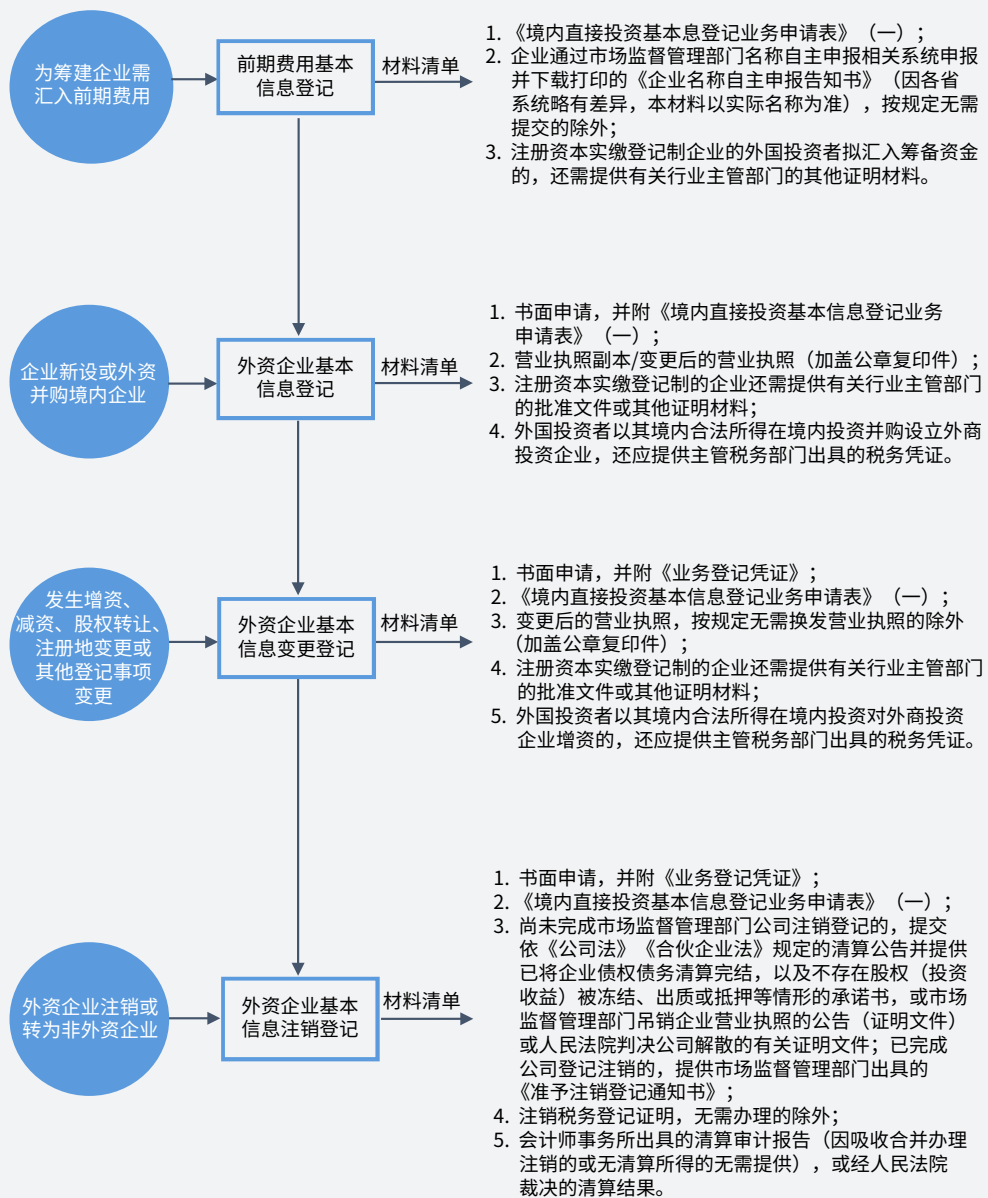 为筹建企业需
汇入前期费用
前期费用基本
信息登记
材料清单
1. 《境内直接投资基本息登记业务申请表》（一）；
2. 企业通过市场监督管理部门名称自主申报相关系统申报
并下载打印的《企业名称自主申报告知书》（因各省
系统略有差异，本材料以实际名称为准），按规定无需
提交的除外；
3. 注册资本实缴登记制企业的外国投资者拟汇入筹备资金
的，还需提供有关行业主管部门的其他证明材料。
企业新设或外资
并购境内企业
外资企业基本
信息登记
材料清单
1. 书面申请，并附《境内直接投资基本信息登记业务
申请表》（一）；
2. 营业执照副本/变更后的营业执照（加盖公章复印件）；
3. 注册资本实缴登记制的企业还需提供有关行业主管部门
的批准文件或其他证明材料；
4. 外国投资者以其境内合法所得在境内投资并购设立外商
投资企业，还应提供主管税务部门出具的税务凭证。
发生增资、
减资、股权转让、
注册地变更或
其他登记事项
变更
外资企业基本
信息变更登记
材料清单
1. 书面申请，并附《业务登记凭证》；
2. 《境内直接投资基本信息登记业务申请表》（一）；
3. 变更后的营业执照，按规定无需换发营业执照的除外
（加盖公章复印件）；
4. 注册资本实缴登记制的企业还需提供有关行业主管部门
的批准文件或其他证明材料；
5. 外国投资者以其境内合法所得在境内投资对外商投资
企业增资的，还应提供主管税务部门出具的税务凭证。
外资企业注销或
转为非外资企业
外资企业基本
信息注销登记
材料清单
1. 书面申请，并附《业务登记凭证》；
2. 《境内直接投资基本信息登记业务申请表》（一）；
3. 尚未完成市场监督管理部门公司注销登记的，提交
依《公司法》《合伙企业法》规定的清算公告并提供
已将企业债权债务清算完结，以及不存在股权（投资
收益）被冻结、出质或抵押等情形的承诺书，或市场
监督管理部门吊销企业营业执照的公告（证明文件）
或人民法院判决公司解散的有关证明文件；已完成
公司登记注销的，提供市场监督管理部门出具的
《准予注销登记通知书》；
4. 注销税务登记证明，无需办理的除外；
5. 会计师事务所出具的清算审计报告（因吸收合并办理
注销的或无清算所得的无需提供），或经人民法院
裁决的清算结果。